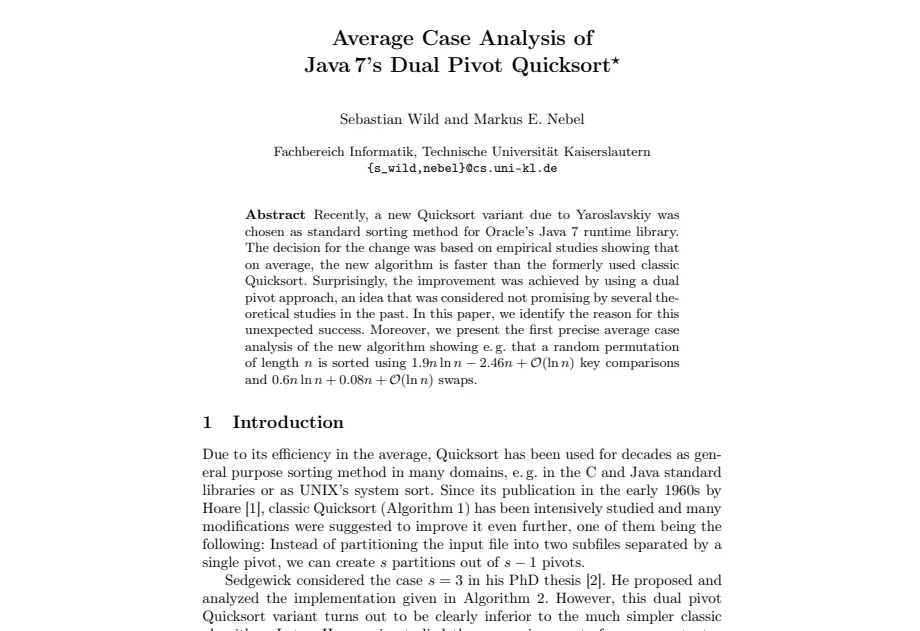 Average Case Analysis of
Java 7's Dual Pivot Quicksort⋆
Sebastian Wild and Markus E. Nebel
Fachbereich Informatik, Technische Universität Kaiserslautern
{s_wild,nebel}@cs.uni-kl.de
Abstract Recently, a new Quicksort variant due to Yaroslavskiy was
chosen as standard sorting method for Oracle's Java 7 runtime library.
The decision for the change was based on empirical studies showing that
on average, the new algorithm is faster than the formerly used classic
Quicksort. Surprisingly, the improvement was achieved by using a dual
pivot approach, an idea that was considered not promising by several the-
oretical studies in the past. In this paper, we identify the reason for this
unexpected success. Moreover, we present the first precise average case
analysis of the new algorithm showing e. g. that a random permutation
of length n is sorted using 1.9n ln n − 2.46n + O(ln n) key comparisons
and 0.6n ln n + 0.08n + O(ln n) swaps.
1 Introduction
Due to its efficiency in the average, Quicksort has been used for decades as gen-
eral purpose sorting method in many domains, e. g. in the C and Java standard
libraries or as UNIX's system sort. Since its publication in the early 1960s by
Hoare [1], classic Quicksort (Algorithm 1) has been intensively studied and many
modifications were suggested to improve it even further, one of them being the
following: Instead of partitioning the input file into two subfiles separated by a
single pivot, we can create s partitions out of s − 1 pivots.
Sedgewick considered the case s = 3 in his PhD thesis [2]. He proposed and
analyzed the implementation given in Algorithm 2. However, this dual pivot
Quicksort variant turns out to be clearly inferior to the much simpler classic